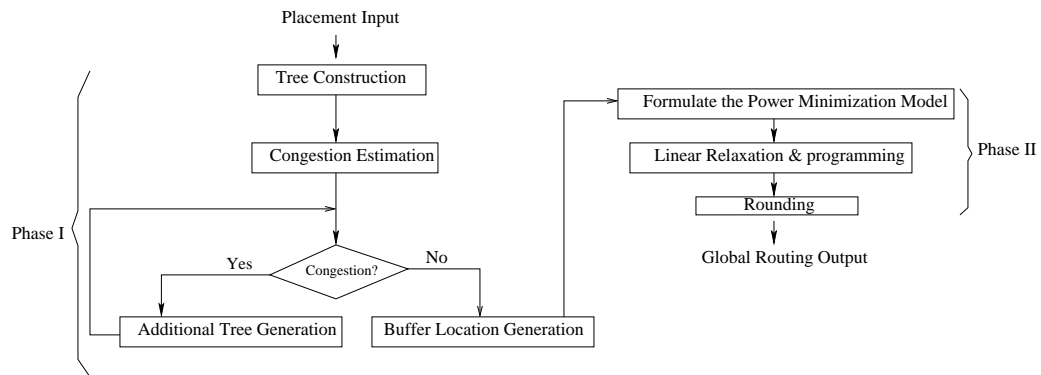 Placement Input
Tree Construction
Congestion Estimation
Phase I
Congestion?
Yes
No
Additional Tree Generation
Buffer Location Generation
Formulate the Power Minimization Model
Linear Relaxation & programming
Phase II
Rounding
Global Routing Output